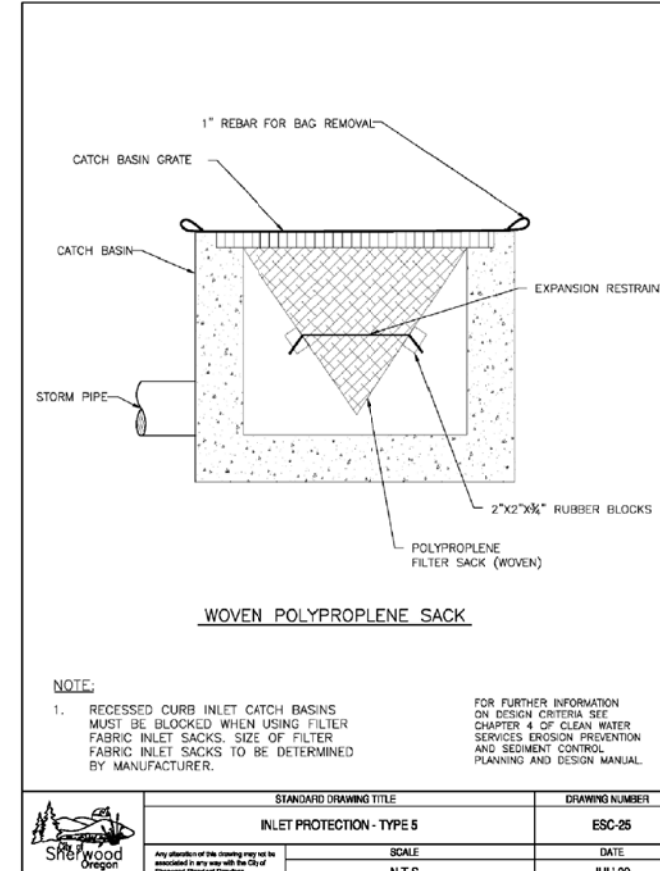 1" REBAR FOR BAG REMOVAL
CATCH BASIN GRATE
CATCH BASIN
EXPANSION RESTRAIN
STORM PIPE
2"X2"X¾" RUBBER BLOCKS
POLYPROPLENE
FILTER SACK (WOVEN)
WOVEN POLYPROPLENE SACK
NOTE:
1. RECESSED CURB INLET CATCH BASINS
MUST BE BLOCKED WHEN USING FILTER
FABRIC INLET SACKS. SIZE OF FILTER
FABRIC INLET SACKS TO BE DETERMINED
BY MANUFACTURER.
FOR FURTHER INFORMATION
ON DESIGN CRITERIA SEE
CHAPTER 4 OF CLEAN WATER
SERVICES EROSION PREVENTION
AND SEDIMENT CONTROL
PLANNING AND DESIGN MANUAL.
STANDARD DRAWING TITLE
DRAWING NUMBER
INLET PROTECTION - TYPE 5
ESC-25
City of
Sherwood
Oregon
Any alteration of this drawing may not be
associated in any way with the City of
SCALE
DATE